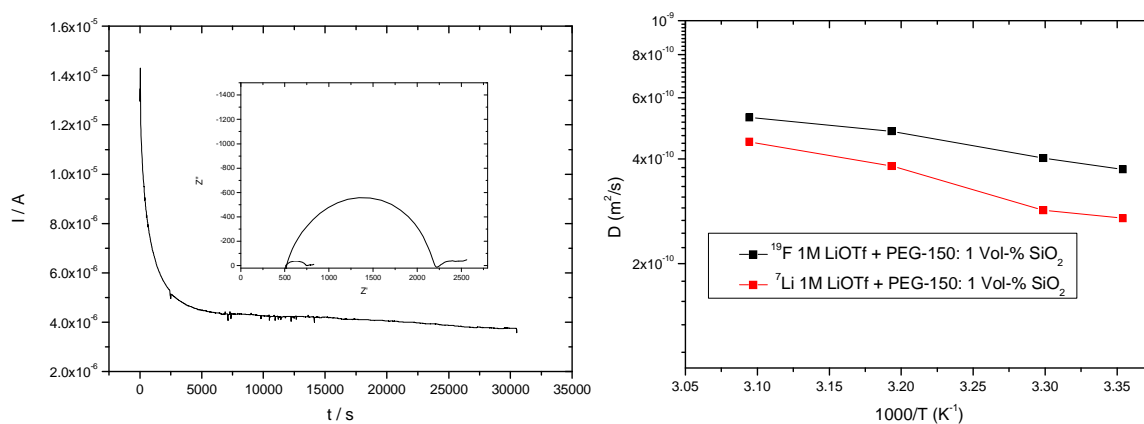 1.6x10⁻⁵
1.4x10⁻⁵
1.2x10⁻⁵
1.0x10⁻⁵
8.0x10⁻⁶
6.0x10⁻⁶
4.0x10⁻⁶
2.0x10⁻⁶
I / A
0 5000 10000 15000 20000 25000 30000 35000
t / s
-1400
-1200
-1000
-800
-600
-400
-200
0
Z''
0 500 1000 1500 2000 2500
Z'
10⁻⁹
8x10⁻¹⁰
6x10⁻¹⁰
4x10⁻¹⁰
2x10⁻¹⁰
D (m²/s)
¹⁹F 1M LiOTf + PEG-150: 1 Vol-% SiO₂
⁷Li 1M LiOTf + PEG-150: 1 Vol-% SiO₂
3.05 3.10 3.15 3.20 3.25 3.30 3.35
1000/T (K⁻¹)